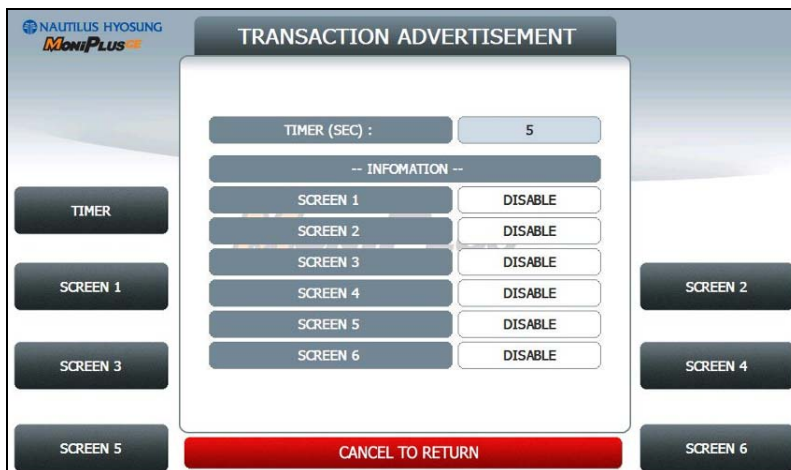 NAUTILUS HYOSUNG
MoniPlusCE
TRANSACTION ADVERTISEMENT
TIMER (SEC) : 5
-- INFOMATION --
SCREEN 1 DISABLE
SCREEN 2 DISABLE
SCREEN 3 DISABLE
SCREEN 4 DISABLE
SCREEN 5 DISABLE
SCREEN 6 DISABLE
TIMER
SCREEN 1
SCREEN 2
SCREEN 3
SCREEN 4
SCREEN 5
CANCEL TO RETURN
SCREEN 6